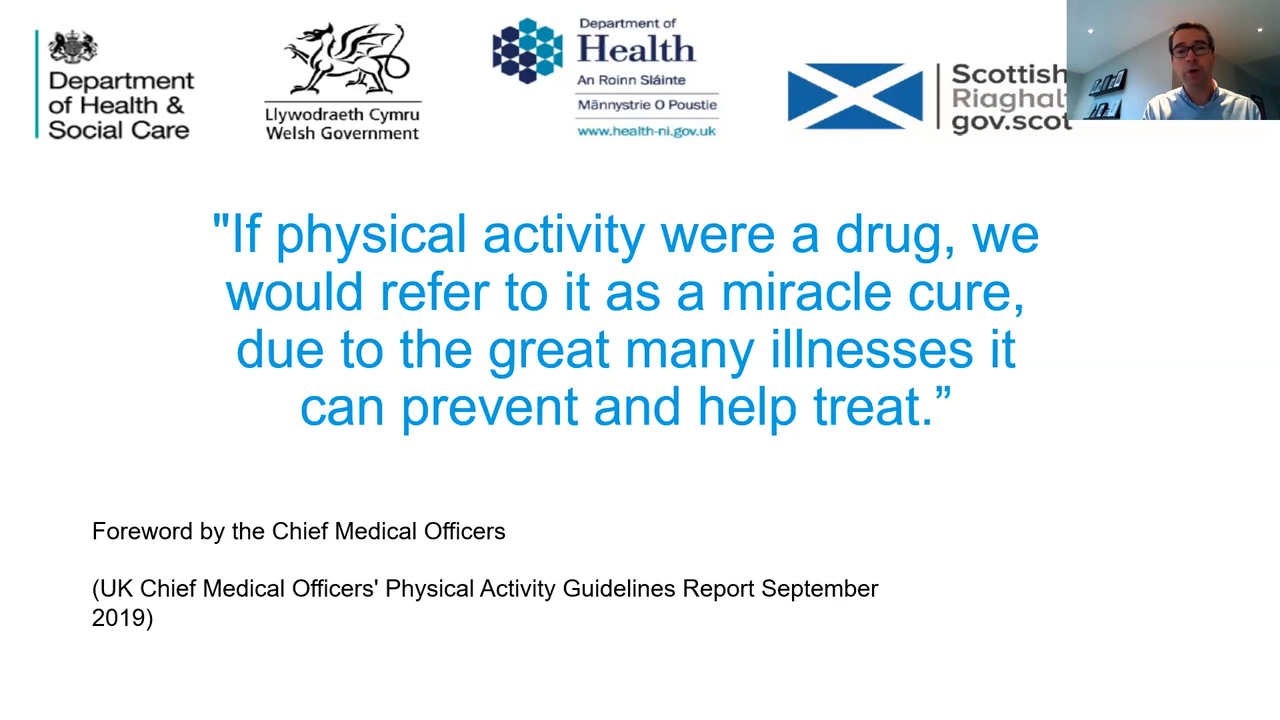 Department
of Health &
Social Care
Llywodraeth Cymru
Welsh Government
Department of
Health
An Roinn Sláinte
Männystrie O Poustie
www.health-ni.gov.uk
Scottish
Riaghal
gov.scot
"If physical activity were a drug, we
would refer to it as a miracle cure,
due to the great many illnesses it
can prevent and help treat.”
Foreword by the Chief Medical Officers
(UK Chief Medical Officers' Physical Activity Guidelines Report September
2019)